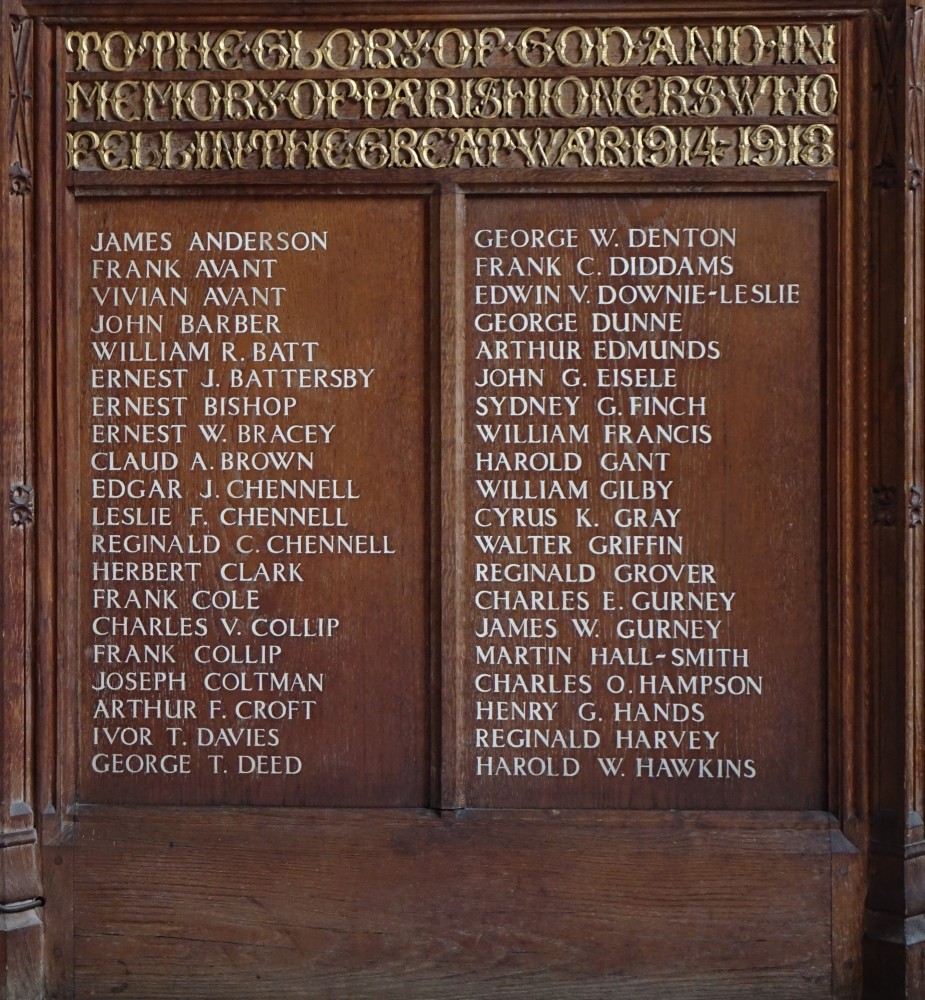 TO·THE·GLORY·OF·GOD·AND·IN
MEMORY·OF·PARISHIONERS·WHO
FELL·IN·THE·GREAT·WAR·1914-1918
JAMES ANDERSON
FRANK AVANT
VIVIAN AVANT
JOHN BARBER
WILLIAM R. BATT
ERNEST J. BATTERSBY
ERNEST BISHOP
ERNEST W. BRACEY
CLAUD A. BROWN
EDGAR J. CHENNELL
LESLIE F. CHENNELL
REGINALD C. CHENNELL
HERBERT CLARK
FRANK COLE
CHARLES V. COLLIP
FRANK COLLIP
JOSEPH COLTMAN
ARTHUR F. CROFT
IVOR T. DAVIES
GEORGE T. DEED
GEORGE W. DENTON
FRANK C. DIDDAMS
EDWIN V. DOWNIE-LESLIE
GEORGE DUNNE
ARTHUR EDMUNDS
JOHN G. EISELE
SYDNEY G. FINCH
WILLIAM FRANCIS
HAROLD GANT
WILLIAM GILBY
CYRUS K. GRAY
WALTER GRIFFIN
REGINALD GROVER
CHARLES E. GURNEY
JAMES W. GURNEY
MARTIN HALL-SMITH
CHARLES O. HAMPSON
HENRY G. HANDS
REGINALD HARVEY
HAROLD W. HAWKINS